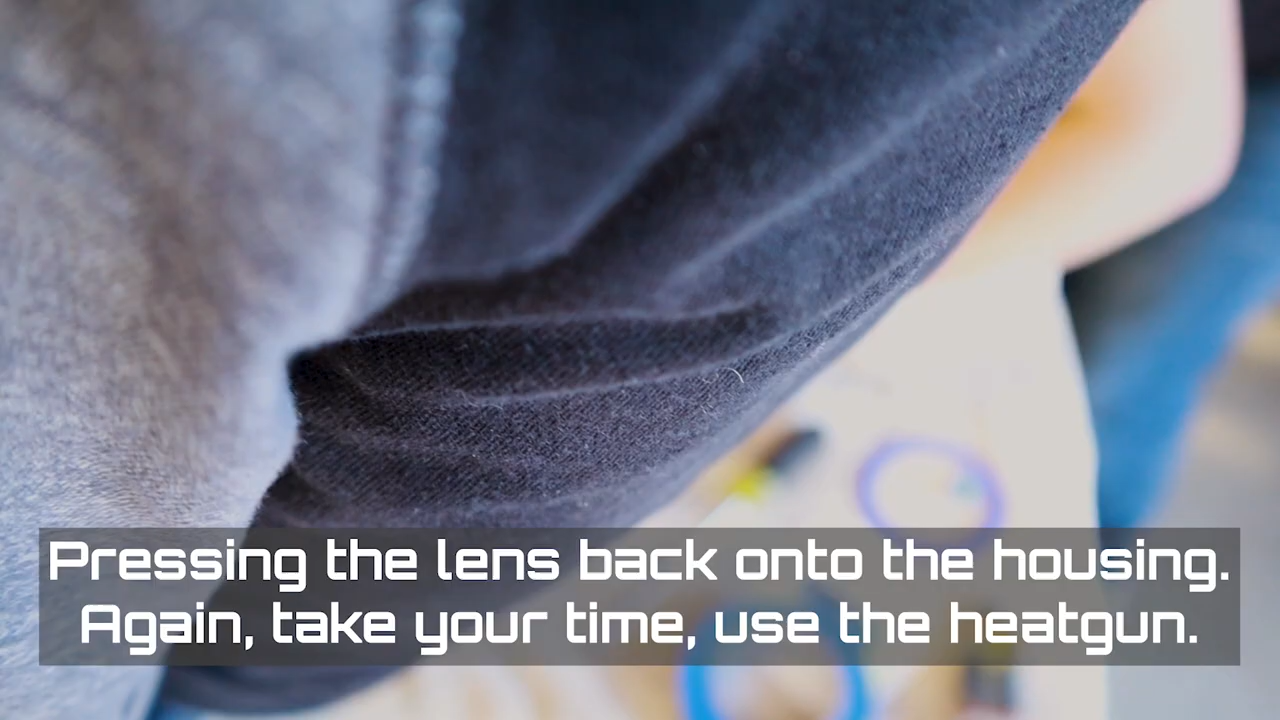 Pressing the lens back onto the housing.
Again, take your time, use the heatgun.